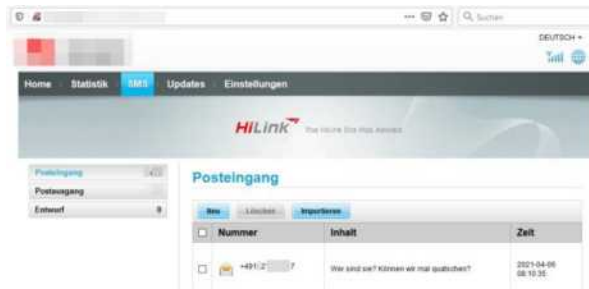 Suchen
DEUTSCH
Home Statistik SMS Updates Einstellungen
HiLink
Posteingang
Postausgang
Entwurf 0
Posteingang
Neu Löschen Importieren
Nummer Inhalt Zeit
Wer sind sie? Können wir mal quatschen?
2021-04-06
08:10:35